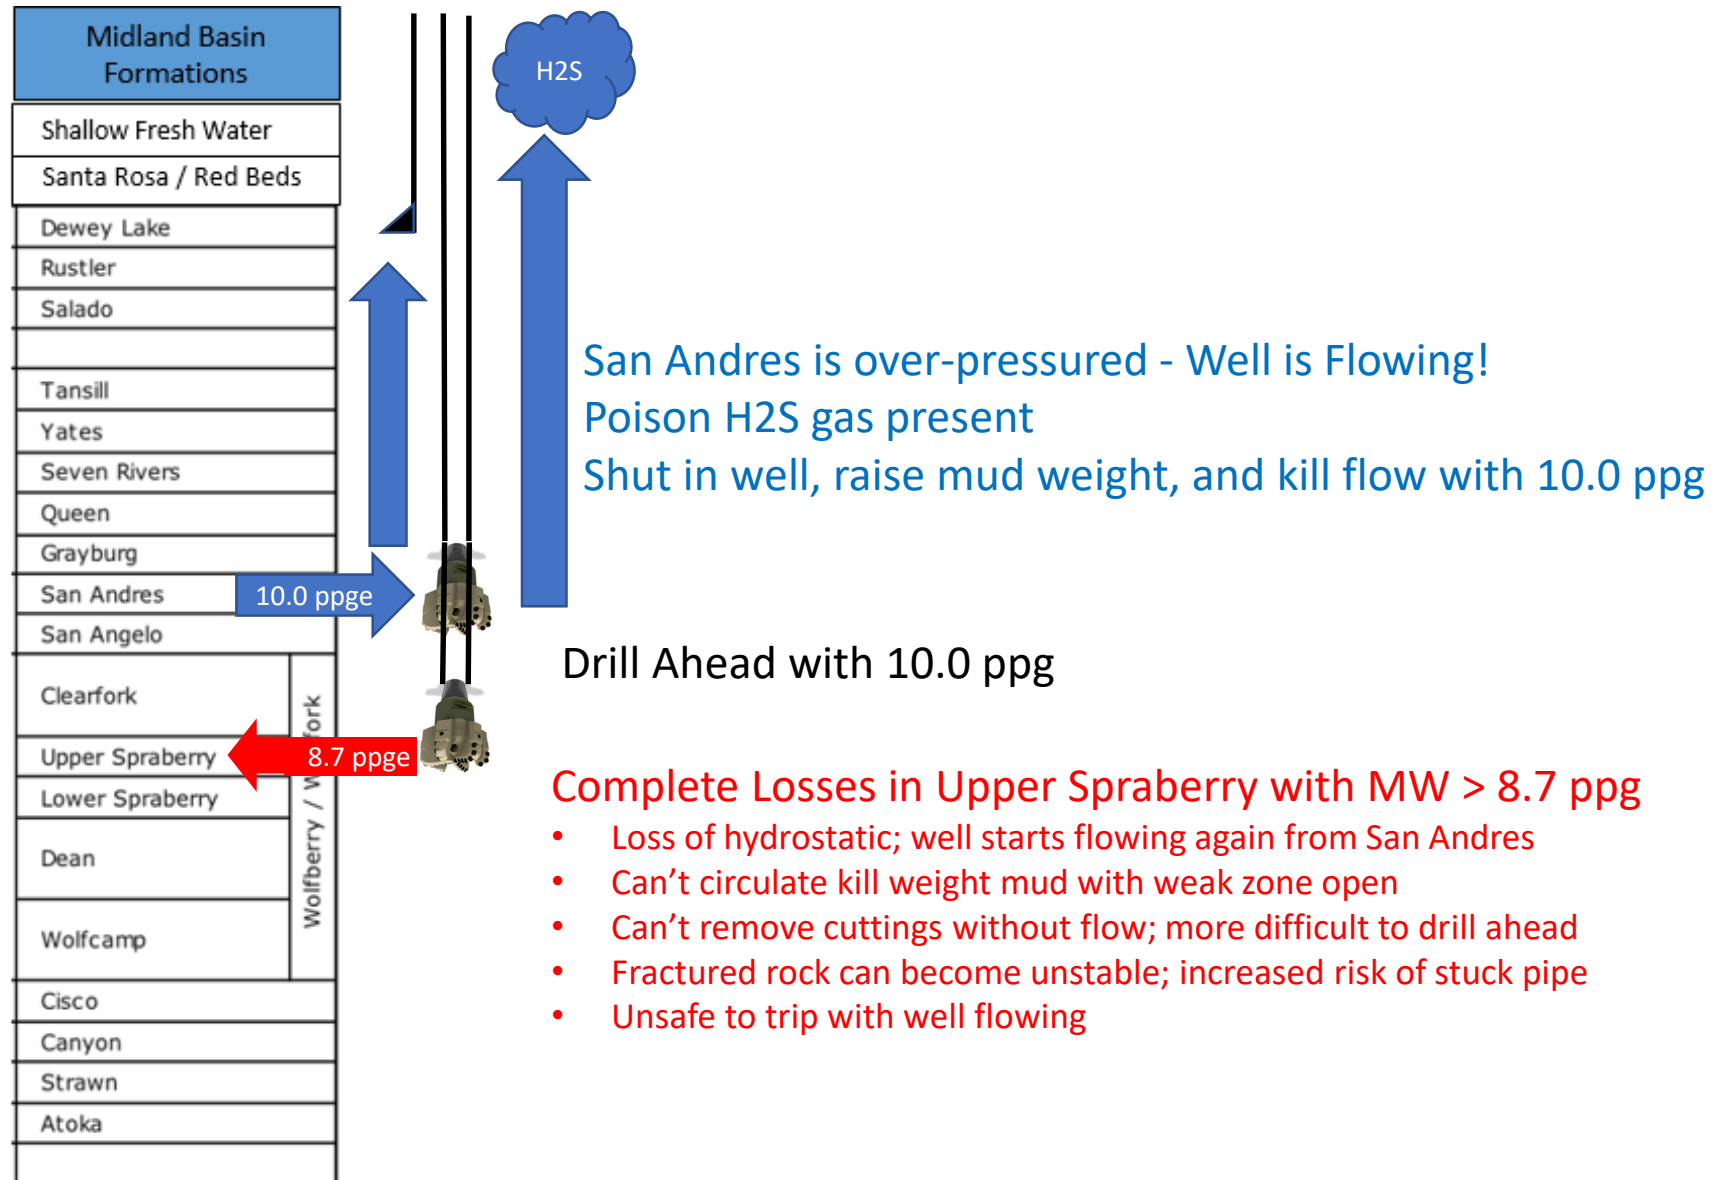 Midland Basin
Formations
Shallow Fresh Water
Santa Rosa / Red Beds
Dewey Lake
Rustler
Salado
Tansill
Yates
Seven Rivers
Queen
Grayburg
San Andres
San Angelo
Clearfork
Upper Spraberry
Lower Spraberry
Dean
Wolfcamp
Cisco
Canyon
Strawn
Atoka
Wolfberry /
H2S
10.0 ppge
8.7 ppge
San Andres is over-pressured - Well is Flowing!
Poison H2S gas present
Shut in well, raise mud weight, and kill flow with 10.0 ppg
Drill Ahead with 10.0 ppg
Complete Losses in Upper Spraberry with MW > 8.7 ppg
• Loss of hydrostatic; well starts flowing again from San Andres
• Can’t circulate kill weight mud with weak zone open
• Can’t remove cuttings without flow; more difficult to drill ahead
• Fractured rock can become unstable; increased risk of stuck pipe
• Unsafe to trip with well flowing